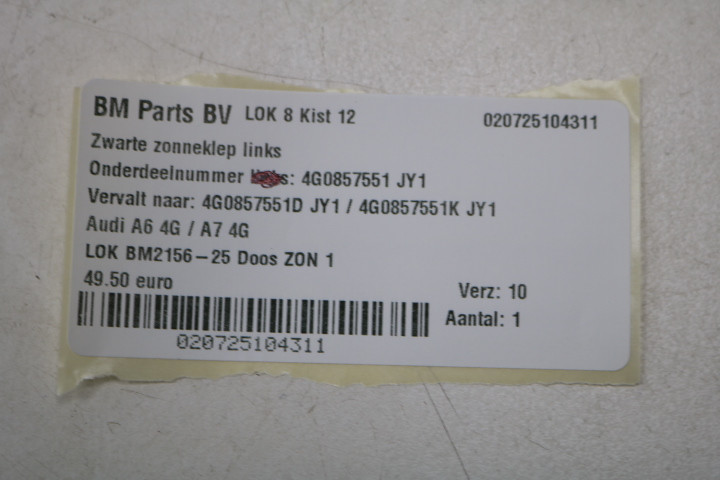 BM Parts BV LOK 8 Kist 12 020725104311
Zwarte zonneklep links
Onderdeelnummer : 4G0857551 JY1
Vervalt naar: 4G0857551D JY1 / 4G0857551K JY1
Audi A6 4G / A7 4G
LOK BM2156-25 Doos ZON 1
49.50 euro Verz: 10
Aantal: 1
020725104311